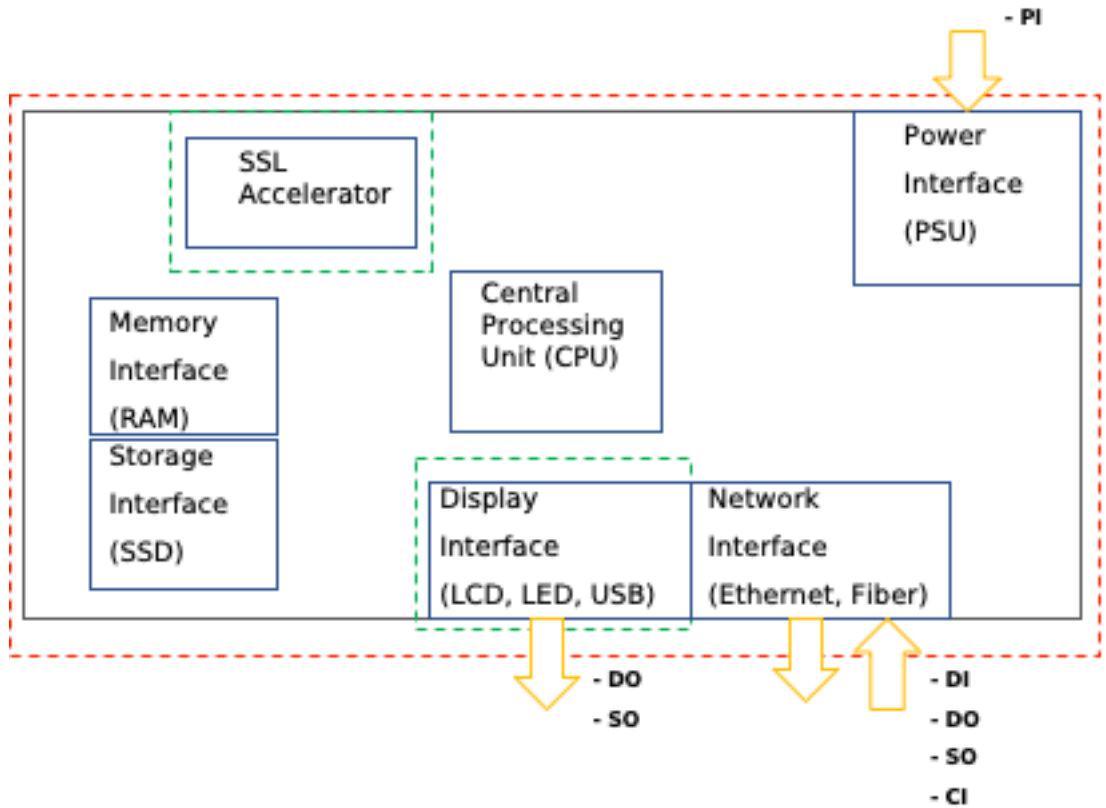 - PI
SSL
Accelerator
Power
Interface
(PSU)
Central
Processing
Unit (CPU)
Memory
Interface
(RAM)
Storage
Interface
(SSD)
Display
Interface
(LCD, LED, USB)
Network
Interface
(Ethernet, Fiber)
- DO
- SO
- DI
- DO
- SO
- CI